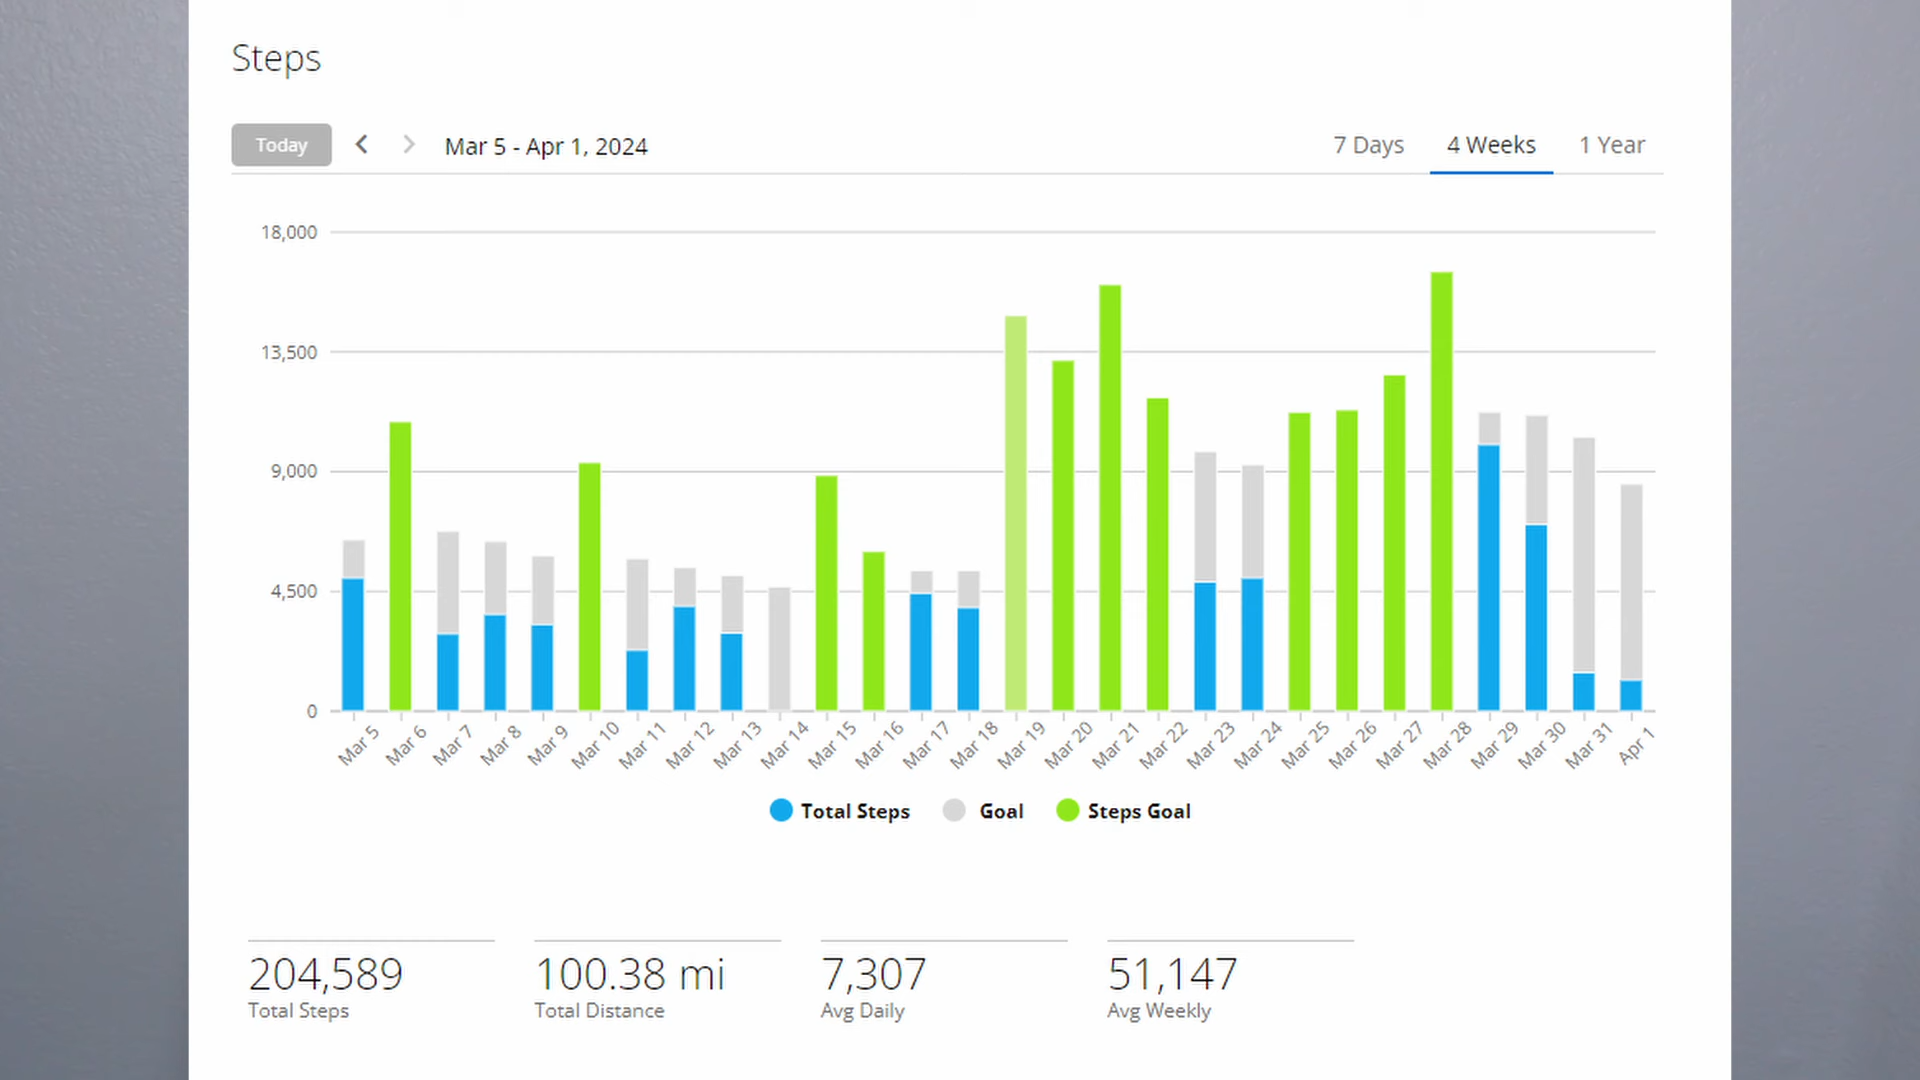 Steps
Today
Mar 5 - Apr 1, 2024
7 Days
4 Weeks
1 Year
18,000
13,500
9,000
4,500
0
Mar 5
Mar 6
Mar 7
Mar 8
Mar 9
Mar 10
Mar 11
Mar 12
Mar 13
Mar 14
Mar 15
Mar 16
Mar 17
Mar 18
Mar 19
Mar 20
Mar 21
Mar 22
Mar 23
Mar 24
Mar 25
Mar 26
Mar 27
Mar 28
Mar 29
Mar 30
Mar 31
Apr 1
Total Steps
Goal
Steps Goal
204,589
Total Steps
100.38 mi
Total Distance
7,307
Avg Daily
51,147
Avg Weekly